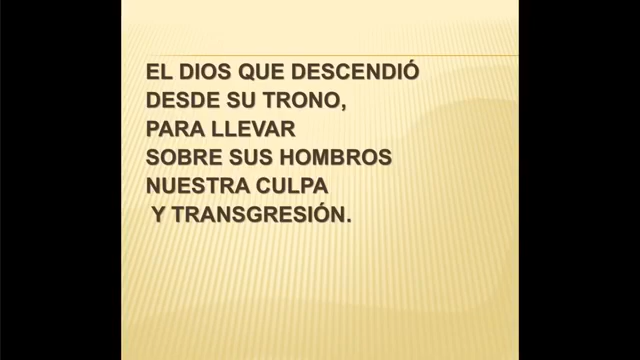 EL DIOS QUE DESCENDIÓ
DESDE SU TRONO,
PARA LLEVAR
SOBRE SUS HOMBROS
NUESTRA CULPA
Y TRANSGRESIÓN.